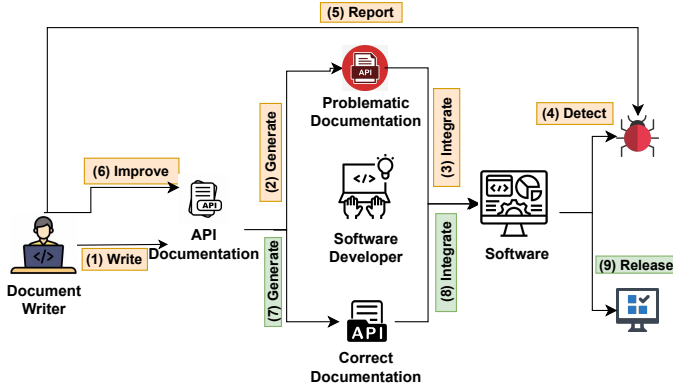 (5) Report
API
Problematic
Documentation
(4) Detect
(2) Generate
(3) Integrate
(6) Improve
</>
API
API
Documentation
</>
Software
Developer
Software
(1) Write
</>
Document
Writer
(7) Generate
(8) Integrate
(9) Release
API
Correct
Documentation